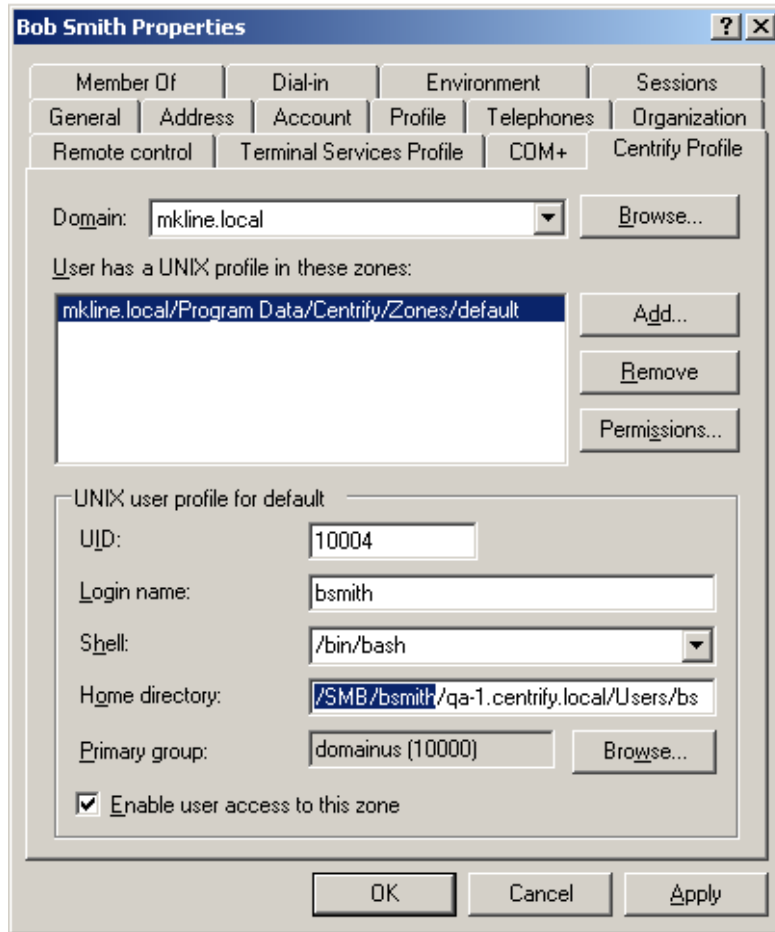 Bob Smith Properties
Member Of Dial-in Environment Sessions
General Address Account Profile Telephones Organization
Remote control Terminal Services Profile COM+ Centrify Profile
Domain: mkline.local Browse...
User has a UNIX profile in these zones:
mkline.local/Program Data/Centrify/Zones/default Add...
Remove
Permissions...
UNIX user profile for default
UID: 10004
Login name: bsmith
Shell: /bin/bash
Home directory: /SMB/bsmith/qa-1.centrify.local/Users/bs
Primary group: domainus (10000) Browse...
Enable user access to this zone
OK Cancel Apply